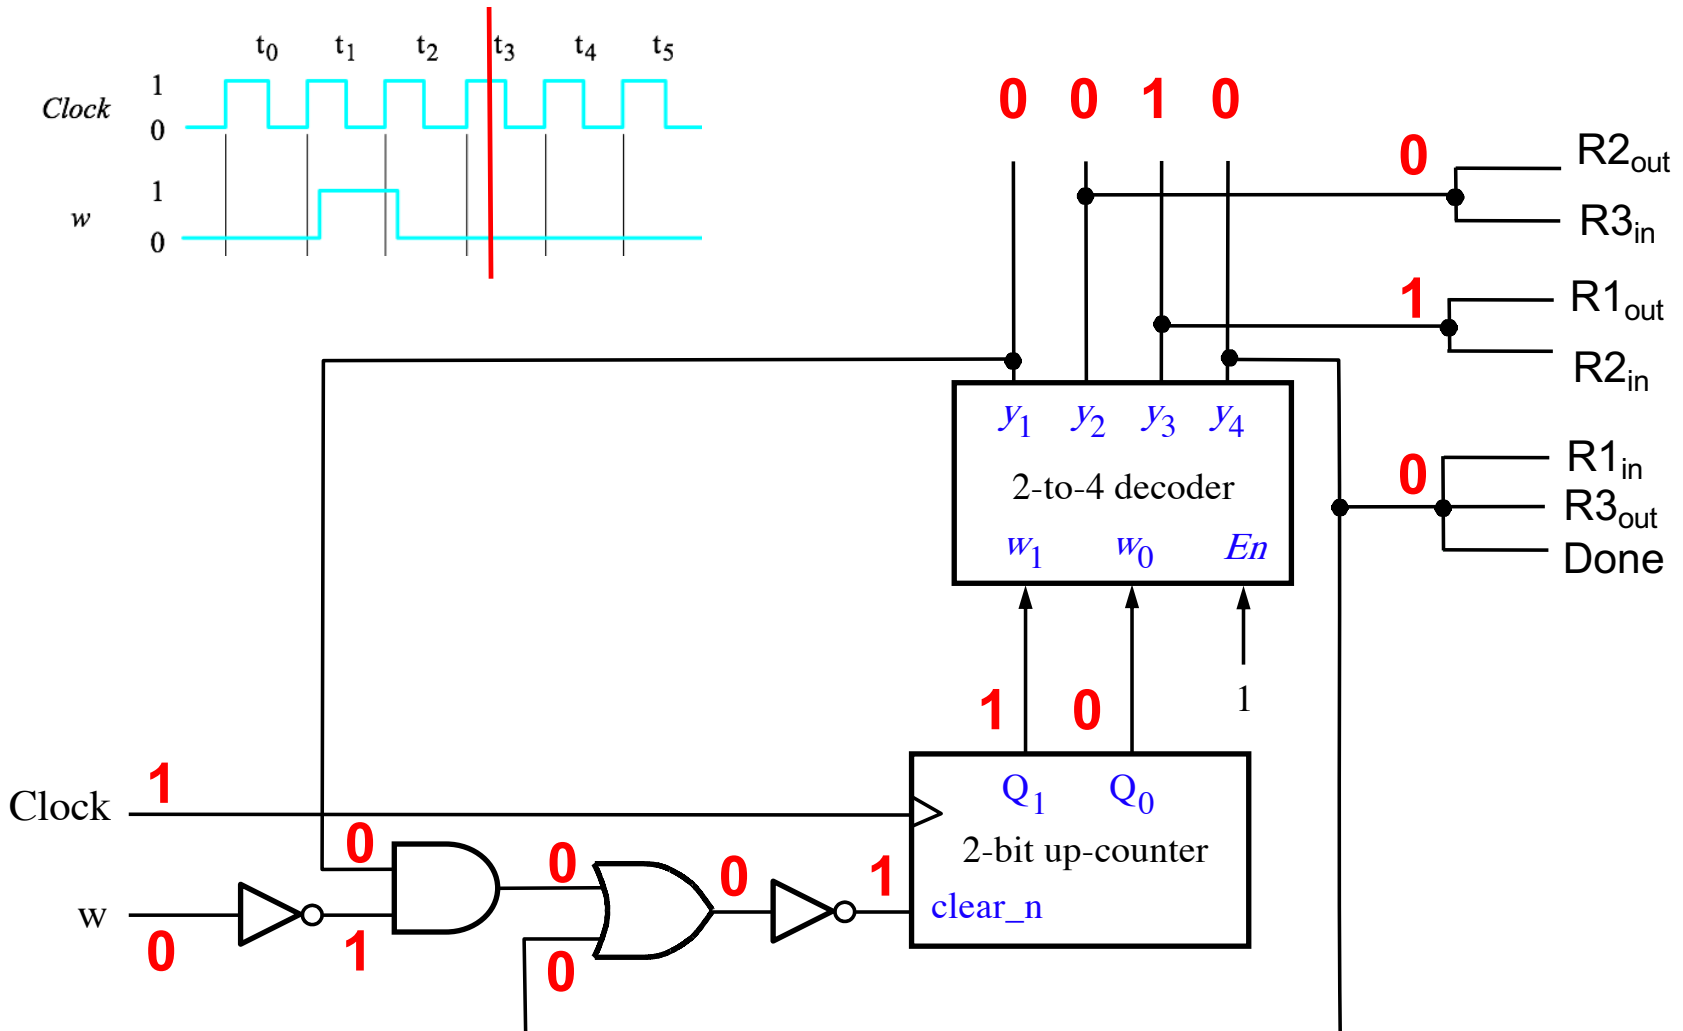 t0 t1 t2 t3 t4 t5
Clock 1 0
w 1 0
0 0 1 0
0 R2out
R3in
1 R1out
R2in
y1 y2 y3 y4
2-to-4 decoder
w1 w0 En
0 R1in
R3out
Done
1 0 1
Clock 1
Q1 Q0
2-bit up-counter
clear_n
0 0 0 1
w 0 1 0